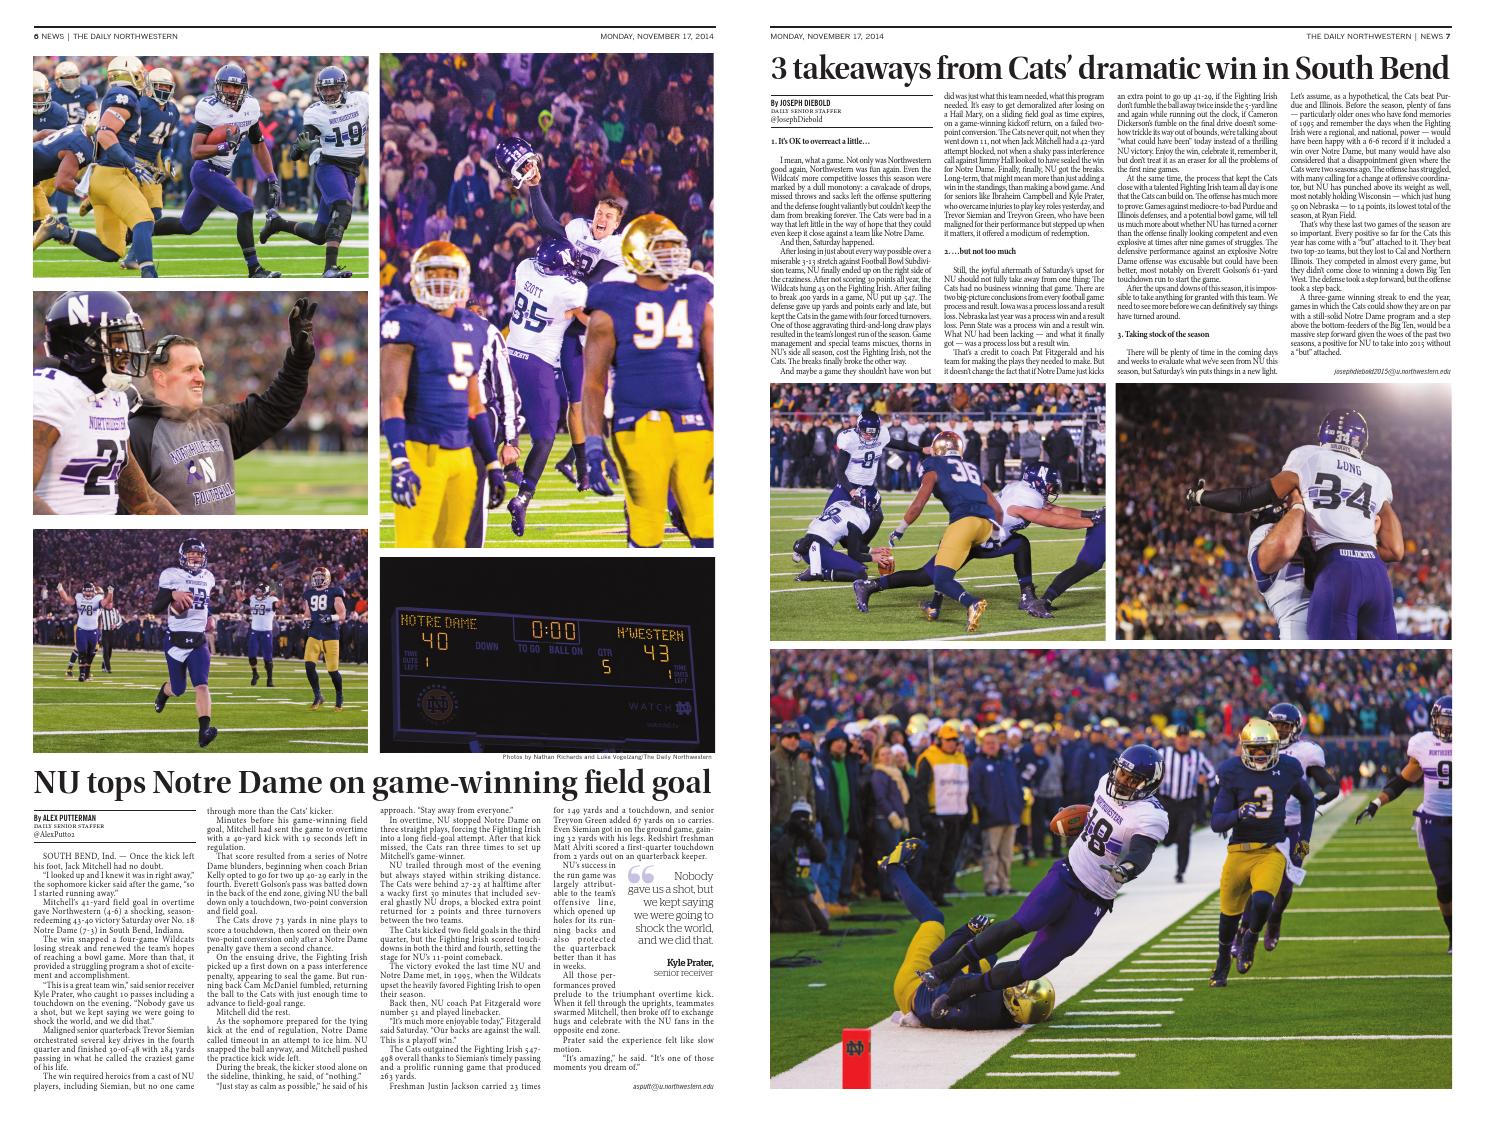 6 NEWS | THE DAILY NORTHWESTERN
MONDAY, NOVEMBER 17, 2014
NOTRE DAME
40
0:00
N'WESTERN
43
DOWN
TO GO
BALL ON
QTR
5
TIME
OUTS
LEFT
1
TIME
OUTS
LEFT
1
WATCH ND
Photos by Nathan Richards and Luke Vogelzang/The Daily Northwestern
NU tops Notre Dame on game-winning field goal
By ALEX PUTTERMAN
DAILY SENIOR STAFFER
@AlexPutt02
SOUTH BEND, Ind. — Once the kick left
his foot, Jack Mitchell had no doubt.
“I looked up and I knew it was in right away,”
the sophomore kicker said after the game, “so
I started running away.”
Mitchell’s 41-yard field goal in overtime
gave Northwestern (4-6) a shocking, season-
redeeming 43-40 victory Saturday over No. 18
Notre Dame (7-3) in South Bend, Indiana.
The win snapped a four-game Wildcats
losing streak and renewed the team’s hopes
of reaching a bowl game. More than that, it
provided a struggling program a shot of excite-
ment and accomplishment.
“This is a great team win,” said senior receiver
Kyle Prater, who caught 10 passes including a
touchdown on the evening. “Nobody gave us
a shot, but we kept saying we were going to
shock the world, and we did that.”
Maligned senior quarterback Trevor Siemian
orchestrated several key drives in the fourth
quarter and finished 30-of-48 with 284 yards
passing in what he called the craziest game
of his life.
The win required heroics from a cast of NU
players, including Siemian, but no one came
through more than the Cats’ kicker.
Minutes before his game-winning field
goal, Mitchell had sent the game to overtime
with a 40-yard kick with 19 seconds left in
regulation.
That score resulted from a series of Notre
Dame blunders, beginning when coach Brian
Kelly opted to go for two up 40-29 early in the
fourth. Everett Golson’s pass was batted down
in the back of the end zone, giving NU the ball
down only a touchdown, two-point conversion
and field goal.
The Cats drove 73 yards in nine plays to
score a touchdown, then scored on their own
two-point conversion only after a Notre Dame
penalty gave them a second chance.
On the ensuing drive, the Fighting Irish
picked up a first down on a pass interference
penalty, appearing to seal the game. But run-
ning back Cam McDaniel fumbled, returning
the ball to the Cats with just enough time to
advance to field-goal range.
Mitchell did the rest.
As the sophomore prepared for the tying
kick at the end of regulation, Notre Dame
called timeout in an attempt to ice him. NU
snapped the ball anyway, and Mitchell pushed
the practice kick wide left.
During the break, the kicker stood alone on
the sideline, thinking, he said, of “nothing.”
“Just stay as calm as possible,” he said of his
approach. “Stay away from everyone.”
In overtime, NU stopped Notre Dame on
three straight plays, forcing the Fighting Irish
into a long field-goal attempt. After that kick
missed, the Cats ran three times to set up
Mitchell’s game-winner.
NU trailed through most of the evening
but always stayed within striking distance.
The Cats were behind 27-23 at halftime after
a wacky first 30 minutes that included sev-
eral ghastly NU drops, a blocked extra point
returned for 2 points and three turnovers
between the two teams.
The Cats kicked two field goals in the third
quarter, but the Fighting Irish scored touch-
downs in both the third and fourth, setting the
stage for NU’s 11-point comeback.
The victory evoked the last time NU and
Notre Dame met, in 1995, when the Wildcats
upset the heavily favored Fighting Irish to open
their season.
Back then, NU coach Pat Fitzgerald wore
number 51 and played linebacker.
“It’s much more enjoyable today,” Fitzgerald
said Saturday. “Our backs are against the wall.
This is a playoff win.”
The Cats outgained the Fighting Irish 547-
498 overall thanks to Siemian’s timely passing
and a prolific running game that produced
263 yards.
Freshman Justin Jackson carried 23 times
for 149 yards and a touchdown, and senior
Treyvon Green added 67 yards on 10 carries.
Even Siemian got in on the ground game, gain-
ing 32 yards with his legs. Redshirt freshman
Matt Alviti scored a first-quarter touchdown
from 2 yards out on an quarterback keeper.
NU’s success in
the run game was
largely attribut-
able to the team’s
offensive line,
which opened up
holes for its run-
ning backs and
also protected
the quarterback
better than it has
in weeks.
All those per-
formances proved
prelude to the triumphant overtime kick.
When it fell through the uprights, teammates
swarmed Mitchell, then broke off to exchange
hugs and celebrate with the NU fans in the
opposite end zone.
Prater said the experience felt like slow
motion.
“It’s amazing,” he said. “It’s one of those
moments you dream of.”
asputt@u.northwestern.edu
Nobody
gave us a shot, but
we kept saying
we were going to
shock the world,
and we did that.
Kyle Prater,
senior receiver
MONDAY, NOVEMBER 17, 2014
THE DAILY NORTHWESTERN | NEWS 7
3 takeaways from Cats’ dramatic win in South Bend
By JOSEPH DIEBOLD
DAILY SENIOR STAFFER
@JosephDiebold
1. It’s OK to overreact a little…
I mean, what a game. Not only was Northwestern
good again, Northwestern was fun again. Even the
Wildcats’ more competitive losses this season were
marked by a dull monotony: a cavalcade of drops,
missed throws and sacks left the offense sputtering
and the defense fought valiantly but couldn’t keep the
dam from breaking forever. The Cats were bad in a
way that left little in the way of hope that they could
even keep it close against a team like Notre Dame.
And then, Saturday happened.
After losing in just about every way possible over a
miserable 3-13 stretch against Football Bowl Subdivi-
sion teams, NU finally ended up on the right side of
the craziness. After not scoring 30 points all year, the
Wildcats hung 43 on the Fighting Irish. After failing
to break 400 yards in a game, NU put up 547. The
defense gave up yards and points early and late, but
kept the Cats in the game with four forced turnovers.
One of those aggravating third-and-long draw plays
resulted in the team’s longest run of the season. Game
management and special teams miscues, thorns in
NU’s side all season, cost the Fighting Irish, not the
Cats. The breaks finally broke the other way.
And maybe a game they shouldn’t have won but
did was just what this team needed, what this program
needed. It’s easy to get demoralized after losing on
a Hail Mary, on a sliding field goal as time expires,
on a game-winning kickoff return, on a failed two-
point conversion. The Cats never quit, not when they
went down 11, not when Jack Mitchell had a 42-yard
attempt blocked, not when a shaky pass interference
call against Jimmy Hall looked to have sealed the win
for Notre Dame. Finally, finally, NU got the breaks.
Long-term, that might mean more than just adding a
win in the standings, than making a bowl game. And
for seniors like Ibraheim Campbell and Kyle Prater,
who overcame injuries to play key roles yesterday, and
Trevor Siemian and Treyvon Green, who have been
maligned for their performance but stepped up when
it matters, it offered a modicum of redemption.
2. …but not too much
Still, the joyful aftermath of Saturday’s upset for
NU should not fully take away from one thing: The
Cats had no business winning that game. There are
two big-picture conclusions from every football game:
process and result. Iowa was a process loss and a result
loss. Nebraska last year was a process win and a result
loss. Penn State was a process win and a result win.
What NU had been lacking — and what it finally
got — was a process loss but a result win.
That’s a credit to coach Pat Fitzgerald and his
team for making the plays they needed to make. But
it doesn’t change the fact that if Notre Dame just kicks
an extra point to go up 41-29, if the Fighting Irish
don’t fumble the ball away twice inside the 5-yard line
and again while running out the clock, if Cameron
Dickerson’s fumble on the final drive doesn’t some-
how trickle its way out of bounds, we’re talking about
“what could have been” today instead of a thrilling
NU victory. Enjoy the win, celebrate it, remember it,
but don’t treat it as an eraser for all the problems of
the first nine games.
At the same time, the process that kept the Cats
close with a talented Fighting Irish team all day is one
that the Cats can build on. The offense has much more
to prove: Games against mediocre-to-bad Purdue and
Illinois defenses, and a potential bowl game, will tell
us much more about whether NU has turned a corner
than the offense finally looking competent and even
explosive at times after nine games of struggles. The
defensive performance against an explosive Notre
Dame offense was excusable but could have been
better, most notably on Everett Golson’s 61-yard
touchdown run to start the game.
After the ups and downs of this season, it is impos-
sible to take anything for granted with this team. We
need to see more before we can definitively say things
have turned around.
3. Taking stock of the season
There will be plenty of time in the coming days
and weeks to evaluate what we’ve seen from NU this
season, but Saturday’s win puts things in a new light.
Let’s assume, as a hypothetical, the Cats beat Pur-
due and Illinois. Before the season, plenty of fans
— particularly older ones who have fond memories
of 1995 and remember the days when the Fighting
Irish were a regional, and national, power — would
have been happy with a 6-6 record if it included a
win over Notre Dame, but many would have also
considered that a disappointment given where the
Cats were two seasons ago. The offense has struggled,
with many calling for a change at offensive coordina-
tor, but NU has punched above its weight as well,
most notably holding Wisconsin — which just hung
59 on Nebraska — to 14 points, its lowest total of the
season, at Ryan Field.
That’s why these last two games of the season are
so important. Every positive so far for the Cats this
year has come with a “but” attached to it. They beat
two top-20 teams, but they lost to Cal and Northern
Illinois. They competed in almost every game, but
they didn’t come close to winning a down Big Ten
West. The defense took a step forward, but the offense
took a step back.
A three-game winning streak to end the year,
games in which the Cats could show they are on par
with a still-solid Notre Dame program and a step
above the bottom-feeders of the Big Ten, would be a
massive step forward given the woes of the past two
seasons, a positive for NU to take into 2015 without
a “but” attached.
josephdiebold2015@u.northwestern.edu
SCOTT
85
WILDCATS
5
94
21
NORTHWESTERN
N
FOOTBALL
19
41
78
13
53
98
9
36
34
LONG
34
WILDCATS
18
3
9